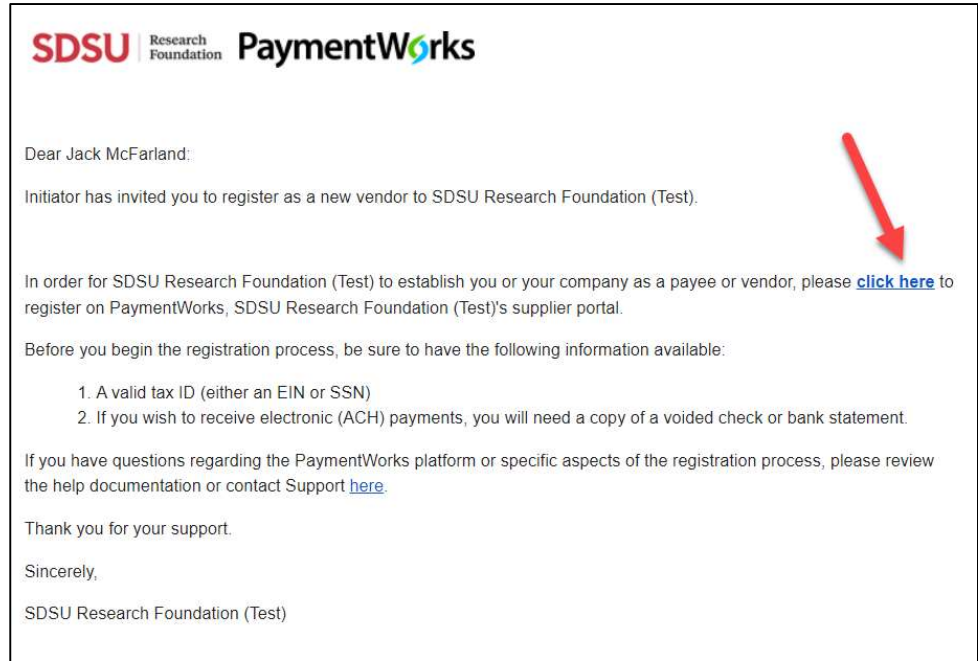 SDSU Research Foundation PaymentWorks
Dear Jack McFarland:
Initiator has invited you to register as a new vendor to SDSU Research Foundation (Test).
In order for SDSU Research Foundation (Test) to establish you or your company as a payee or vendor, please click here to
register on PaymentWorks, SDSU Research Foundation (Test)'s supplier portal.
Before you begin the registration process, be sure to have the following information available:
1. A valid tax ID (either an EIN or SSN)
2. If you wish to receive electronic (ACH) payments, you will need a copy of a voided check or bank statement.
If you have questions regarding the PaymentWorks platform or specific aspects of the registration process, please review
the help documentation or contact Support here.
Thank you for your support.
Sincerely,
SDSU Research Foundation (Test)